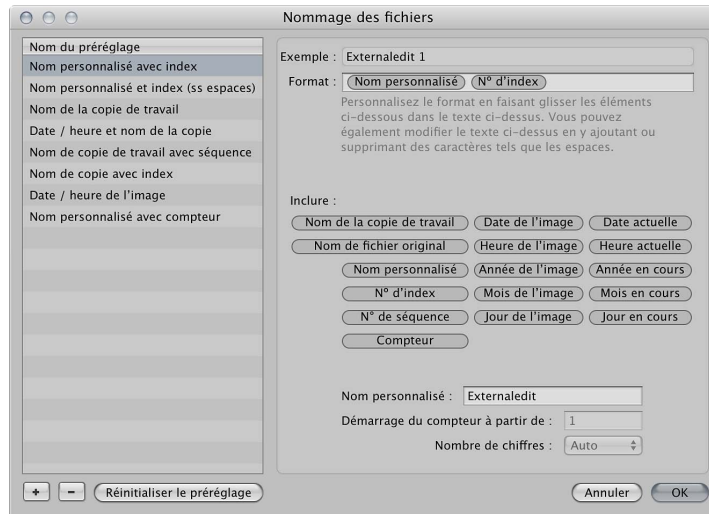 Nommage des fichiers
Nom du préréglage
Nom personnalisé avec index
Nom personnalisé et index (ss espaces)
Nom de la copie de travail
Date / heure et nom de la copie
Nom de copie de travail avec séquence
Nom de copie avec index
Date / heure de l'image
Nom personnalisé avec compteur
Exemple : Externaledit 1
Format : Nom personnalisé N° d'index
Personnalisez le format en faisant glisser les éléments
ci-dessous dans le texte ci-dessus. Vous pouvez
également modifier le texte ci-dessus en y ajoutant ou
supprimant des caractères tels que les espaces.
Inclure :
Nom de la copie de travail Date de l'image Date actuelle
Nom de fichier original Heure de l'image Heure actuelle
Nom personnalisé Année de l'image Année en cours
N° d'index Mois de l'image Mois en cours
N° de séquence Jour de l'image Jour en cours
Compteur
Nom personnalisé : Externaledit
Démarrage du compteur à partir de : 1
Nombre de chiffres : Auto
+ - Réinitialiser le préréglage Annuler OK